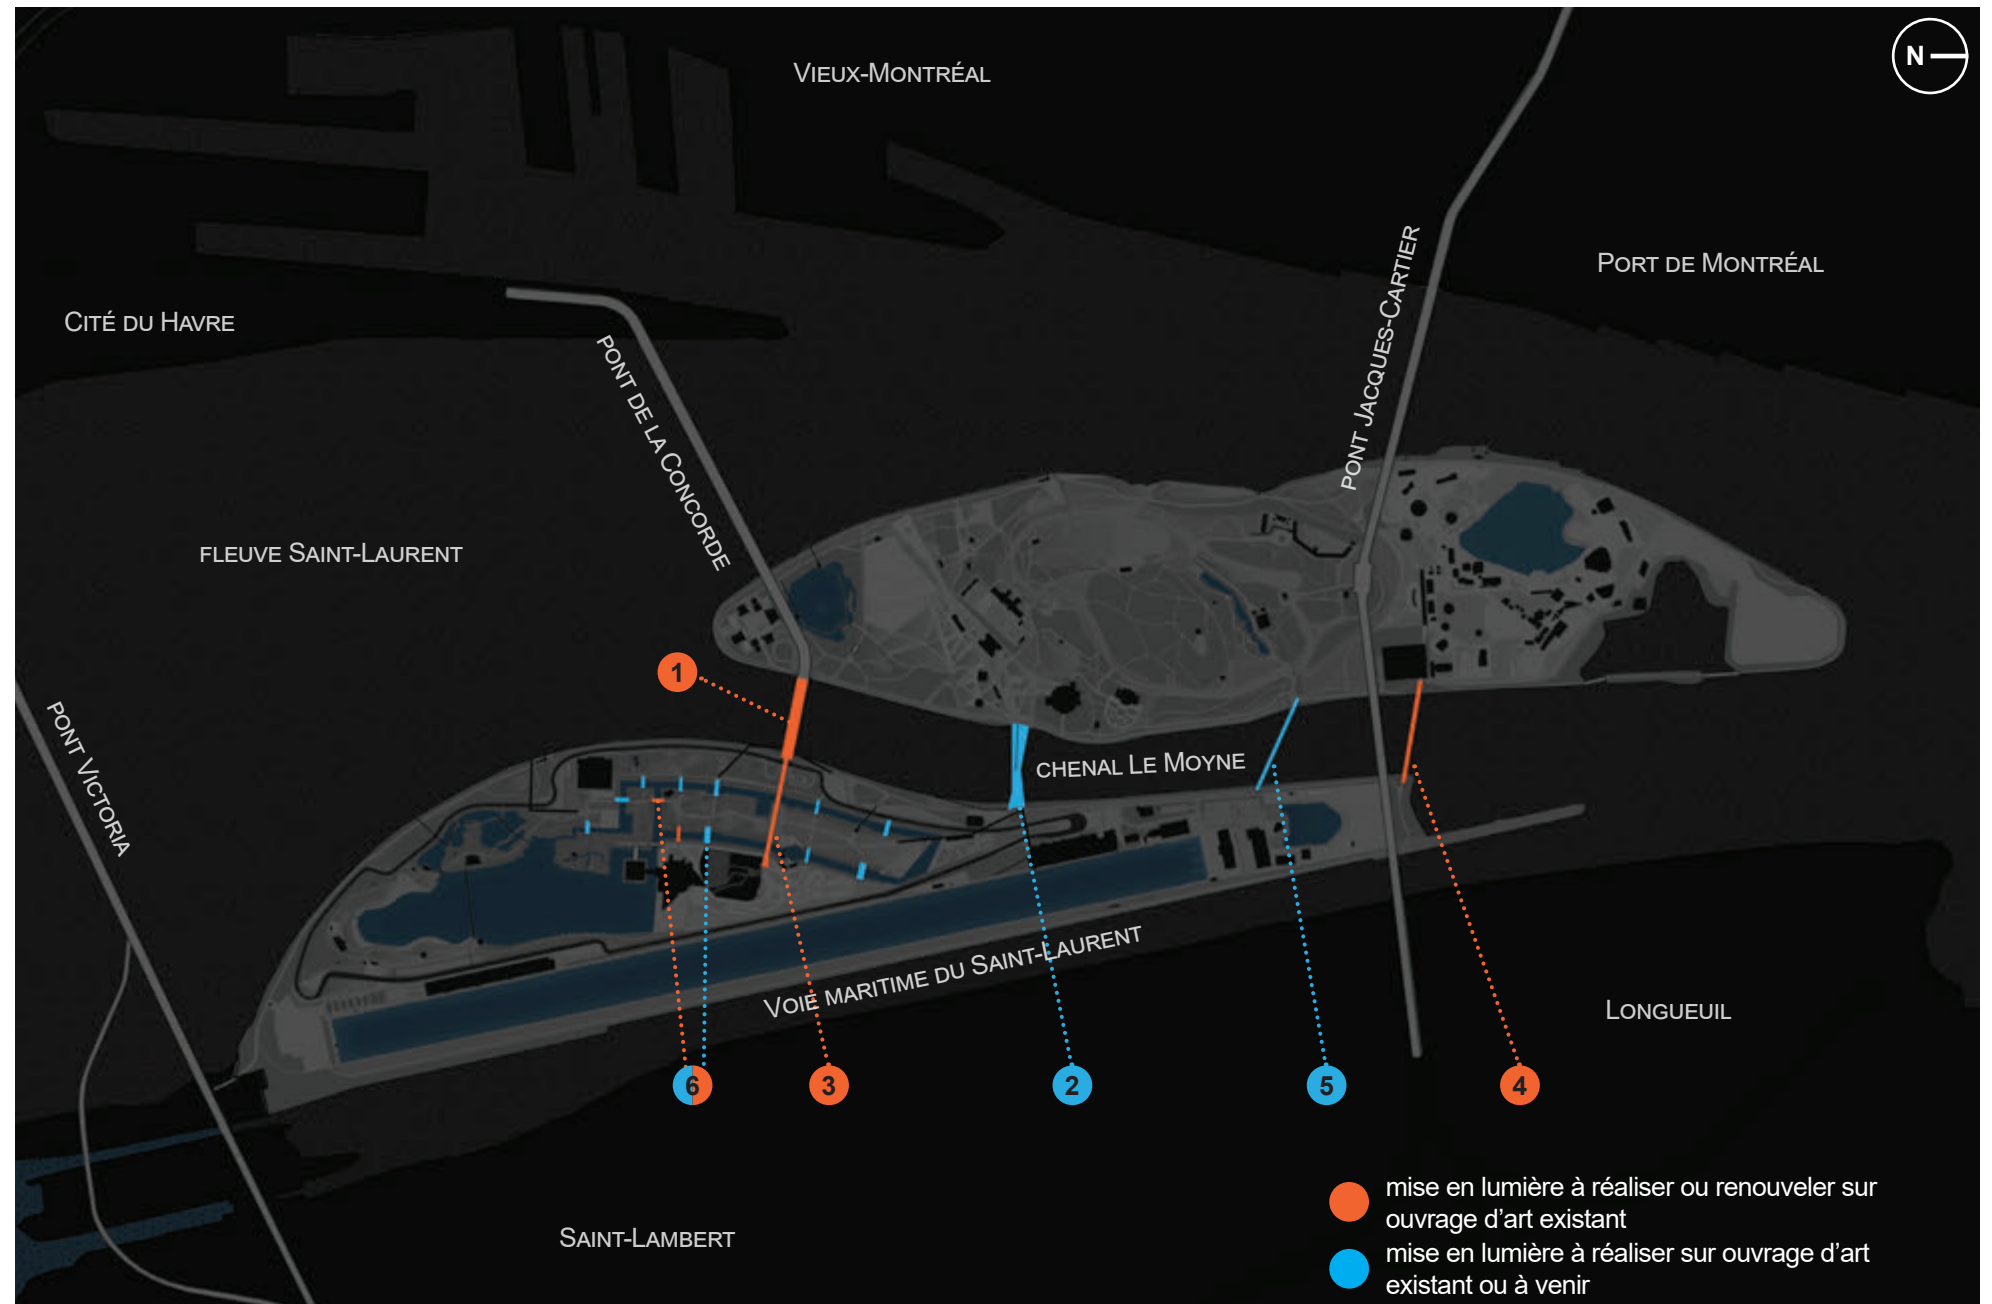 N
VIEUX-MONTRÉAL
PORT DE MONTRÉAL
CITÉ DU HAVRE
PONT JACQUES-CARTIER
PONT DE LA CONCORDE
FLEUVE SAINT-LAURENT
1
PONT VICTORIA
CHENAL LE MOYNE
VOIE MARITIME DU SAINT-LAURENT
LONGUEUIL
6
3
2
5
4
mise en lumière à réaliser ou renouveler sur
ouvrage d'art existant
SAINT-LAMBERT
mise en lumière à réaliser sur ouvrage d'art
existant ou à venir